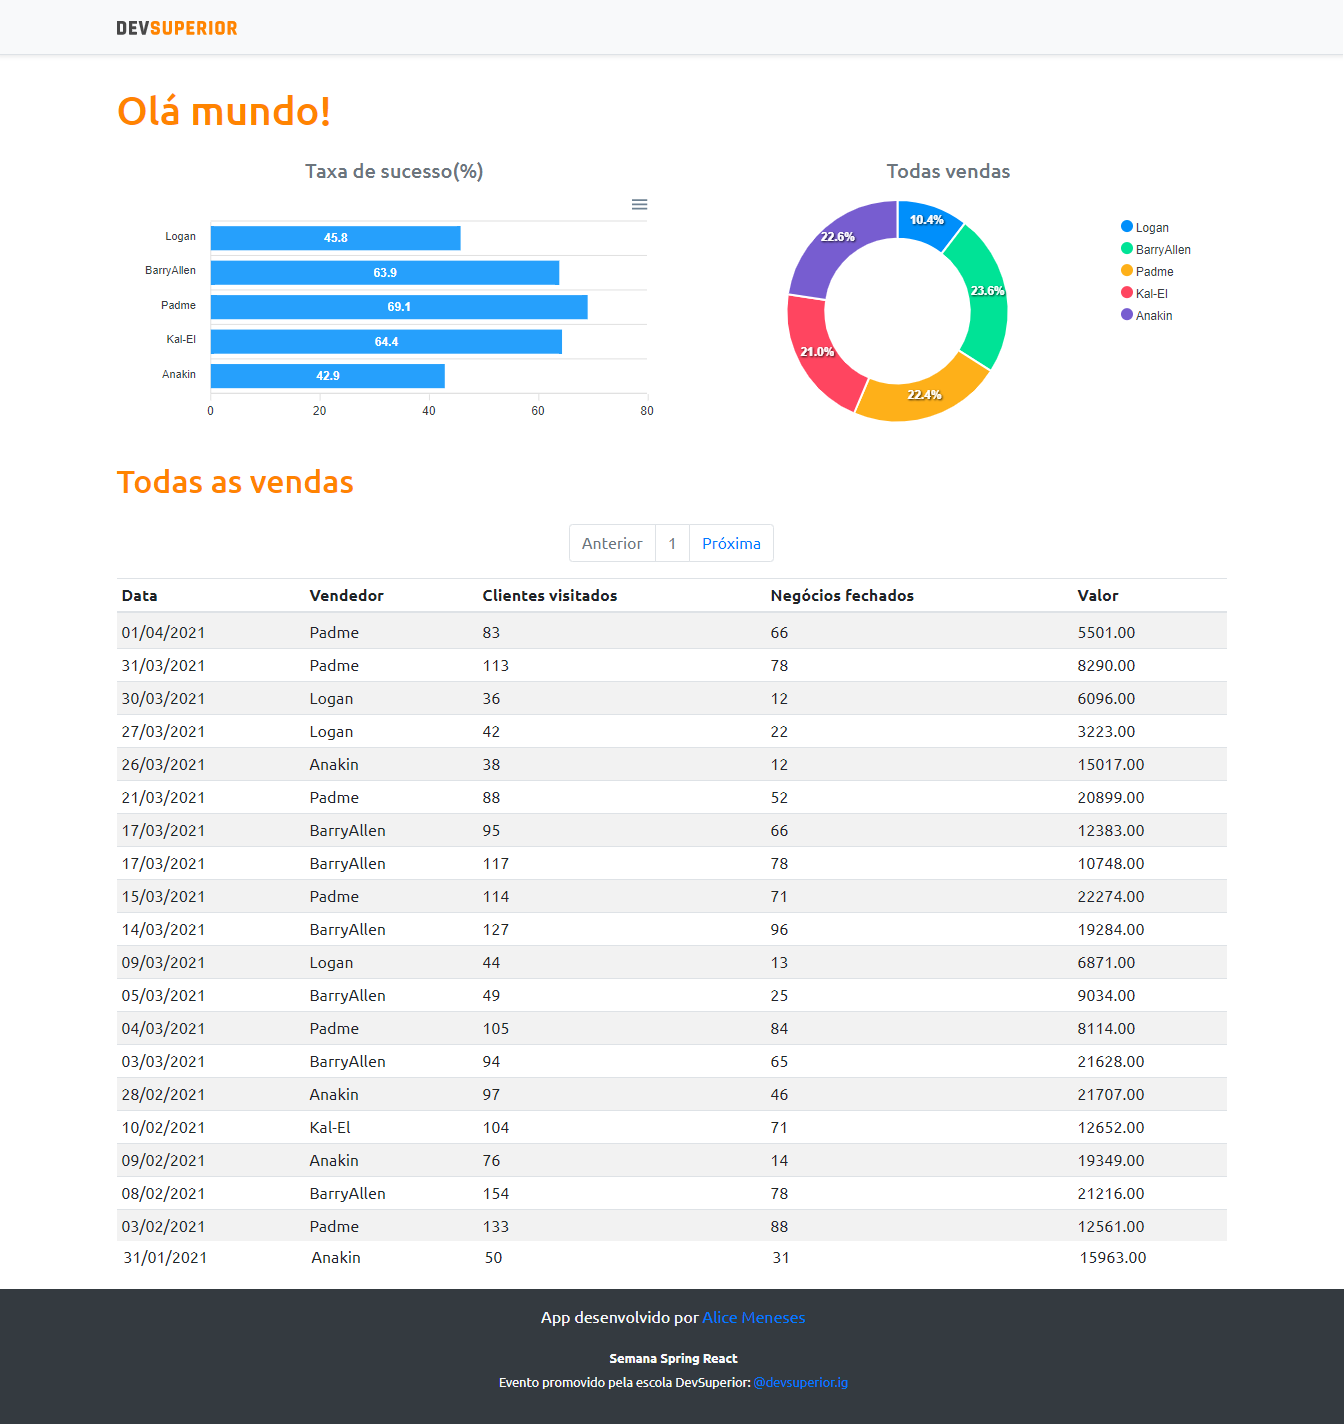 DEVSUPERIOR
Olá mundo!
Taxa de sucesso(%)
Logan 45.8
BarryAllen 63.9
Padme 69.1
Kal-El 64.4
Anakin 42.9
0 20 40 60 80
Todas vendas
10.4%
23.6%
22.4%
21.0%
22.6%
Logan
BarryAllen
Padme
Kal-El
Anakin
Todas as vendas
Anterior 1 Próxima
Data Vendedor Clientes visitados Negócios fechados Valor
01/04/2021 Padme 83 66 5501.00
31/03/2021 Padme 113 78 8290.00
30/03/2021 Logan 36 12 6096.00
27/03/2021 Logan 42 22 3223.00
26/03/2021 Anakin 38 12 15017.00
21/03/2021 Padme 88 52 20899.00
17/03/2021 BarryAllen 95 66 12383.00
17/03/2021 BarryAllen 117 78 10748.00
15/03/2021 Padme 114 71 22274.00
14/03/2021 BarryAllen 127 96 19284.00
09/03/2021 Logan 44 13 6871.00
05/03/2021 BarryAllen 49 25 9034.00
04/03/2021 Padme 105 84 8114.00
03/03/2021 BarryAllen 94 65 21628.00
28/02/2021 Anakin 97 46 21707.00
10/02/2021 Kal-El 104 71 12652.00
09/02/2021 Anakin 76 14 19349.00
08/02/2021 BarryAllen 154 78 21216.00
03/02/2021 Padme 133 88 12561.00
31/01/2021 Anakin 50 31 15963.00
App desenvolvido por Alice Meneses
Semana Spring React
Evento promovido pela escola DevSuperior: @devsuperior.ig